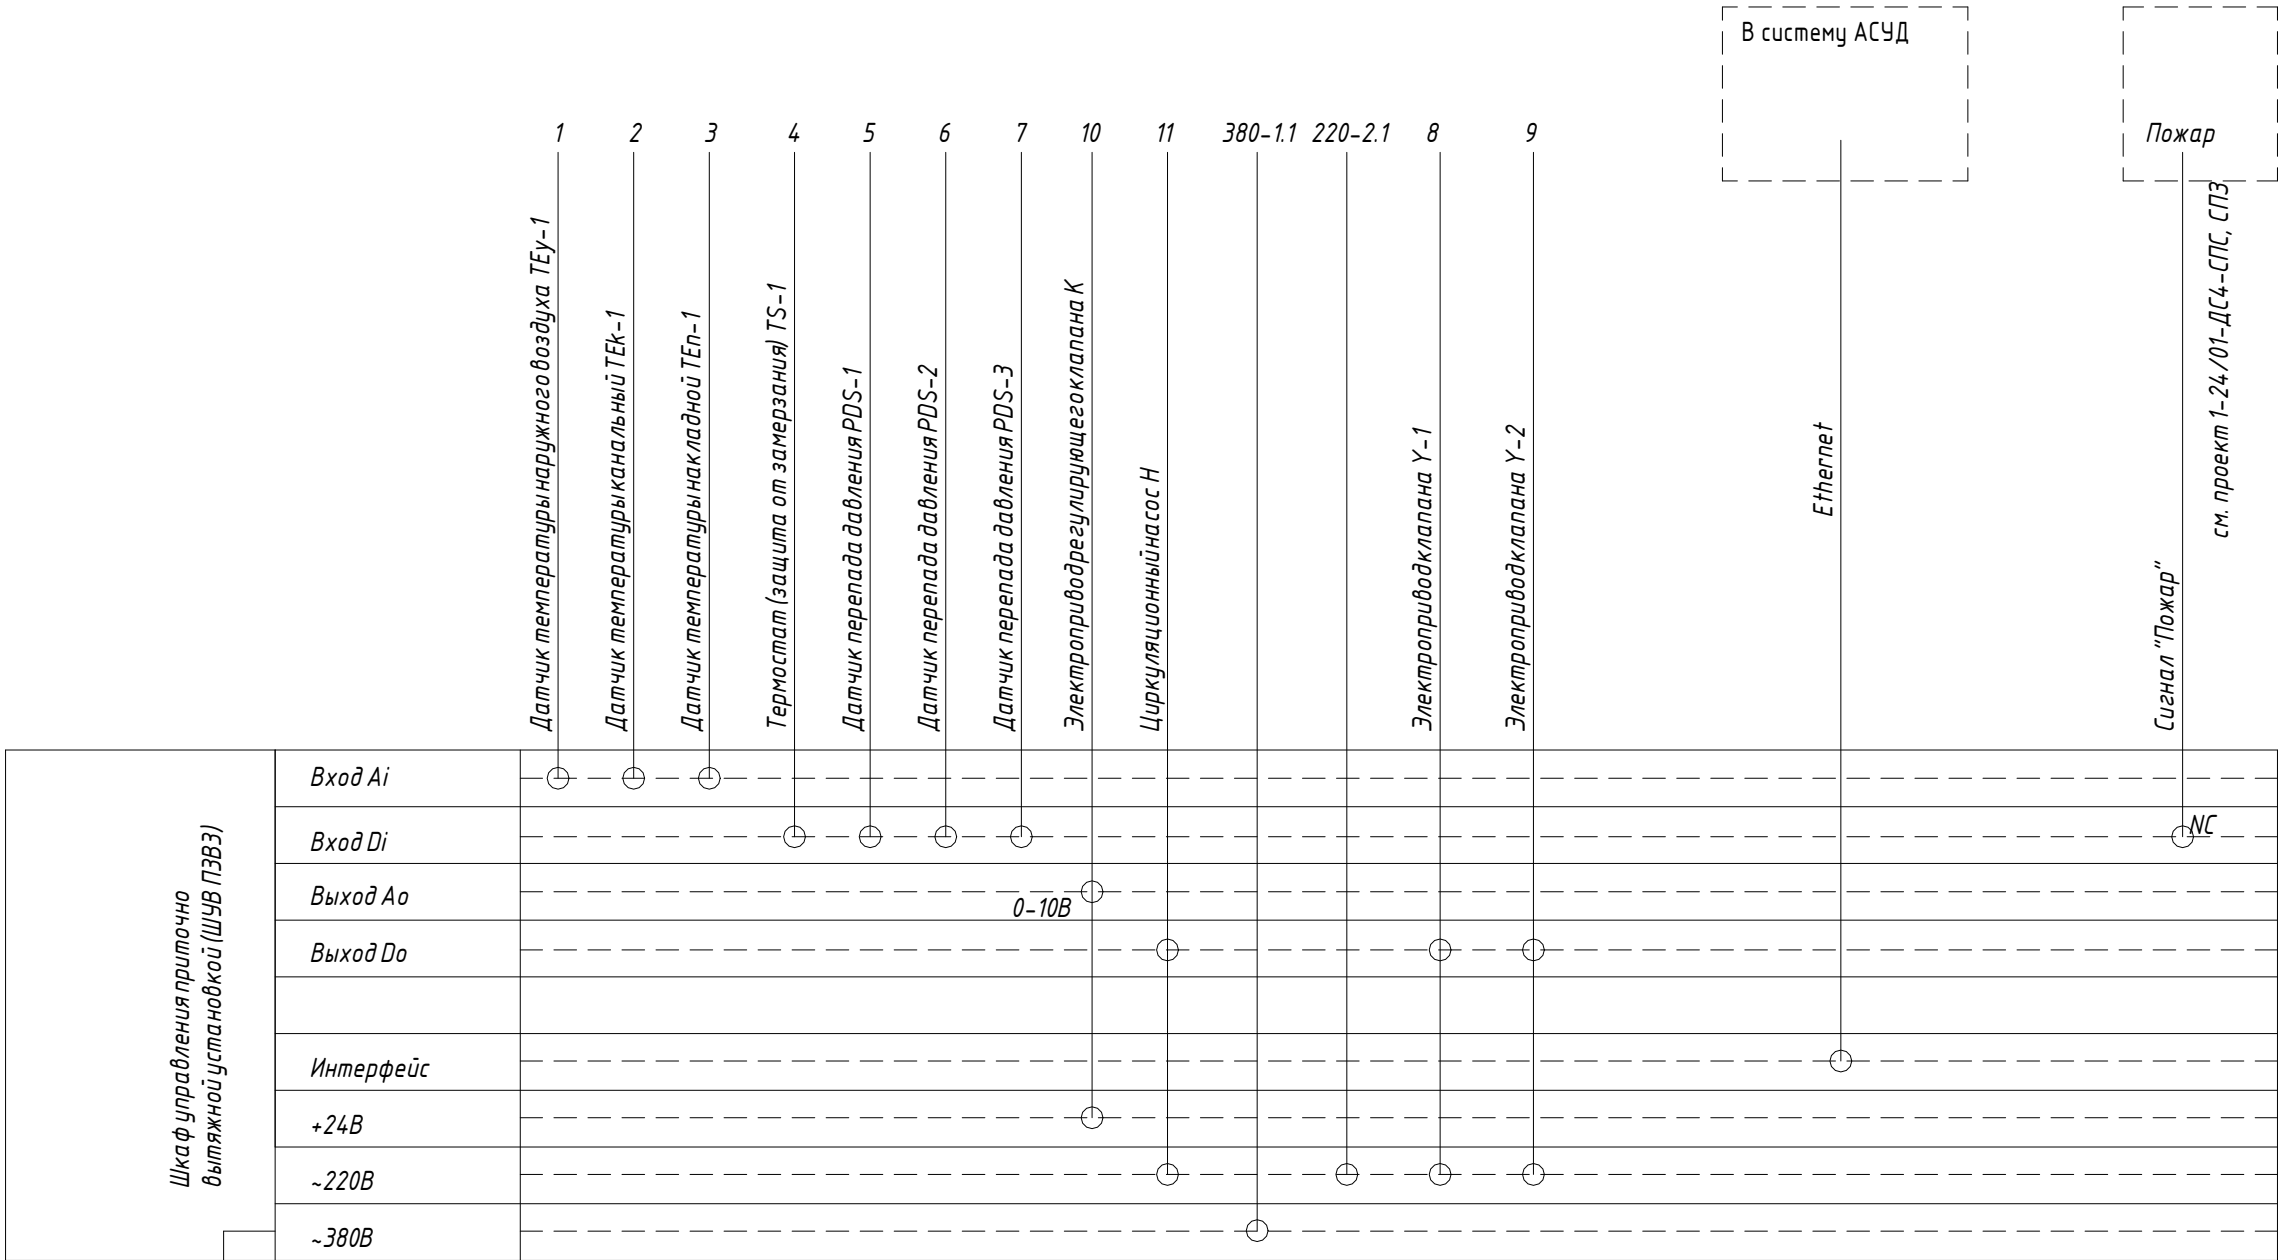 В систему АСУД
1 2 3 4 5 6 7 10 11 380-1.1 220-2.1 8 9
Пожар
Датчик температуры наружного воздуха ТЕу-1
Датчик температуры канальный ТЕк-1
Датчик температуры накладной ТЕп-1
Термостат (защита от замерзания) TS-1
Датчик перепада давления PDS-1
Датчик перепада давления PDS-2
Датчик перепада давления PDS-3
Электропривод регулирующего клапана К
Циркуляционный насос Н
Электропривод клапана Y-1
Электропривод клапана Y-2
Ethernet
Сигнал "Пожар"
см. проект 1-24/01-ДС4-СПС, СПЗ
Шкаф управления приточно
вытяжной установкой (ШУВ П3В3)
Вход Ai
Вход Di
NC
Выход Ao
0-10В
Выход Do
Интерфейс
+24В
~220В
~380В